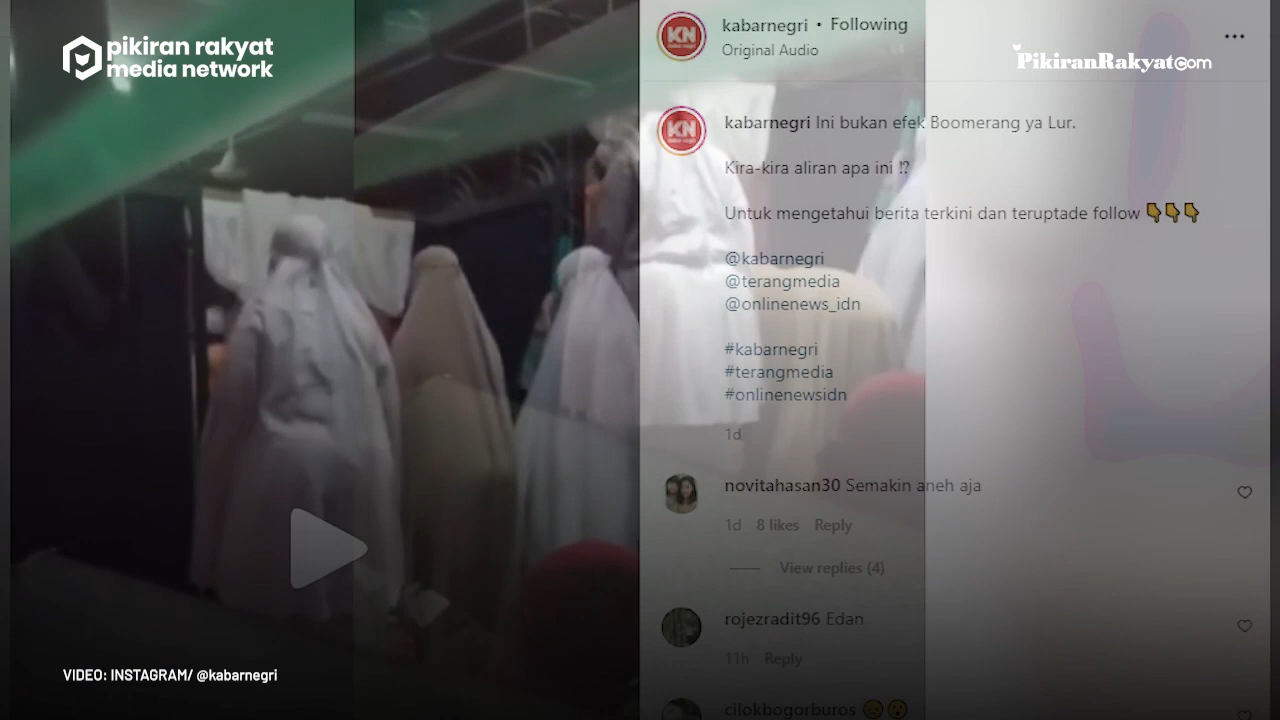 pikiran rakyat
media network
PikiranRakyat.com
KN
kabarnegri • Following
Original Audio
KN
kabarnegri Ini bukan efek Boomerang ya Lur.
Kira-kira aliran apa ini !?
Untuk mengetahui berita terkini dan teruptade follow 👇👇👇
@kabarnegri
@terangmedia
@onlinenews_idn
#kabarnegri
#terangmedia
#onlinenewsidn
1d
novitahasan30 Semakin aneh aja
1d 8 likes Reply
View replies (4)
rojezradit96 Edan
11h Reply
cilokbogorburos 😣😮
VIDEO: INSTAGRAM/ @kabarnegri